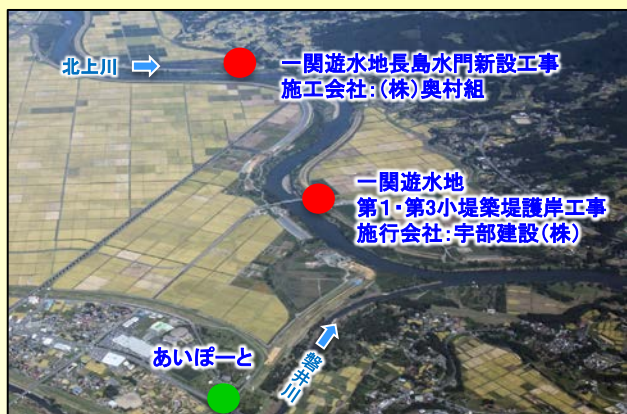 北上川
一関遊水地長島水門新設工事
施工会社:(株)奥村組
一関遊水地
第1・第3小堤築堤護岸工事
施行会社:宇部建設(株)
あいぽーと
磐井川